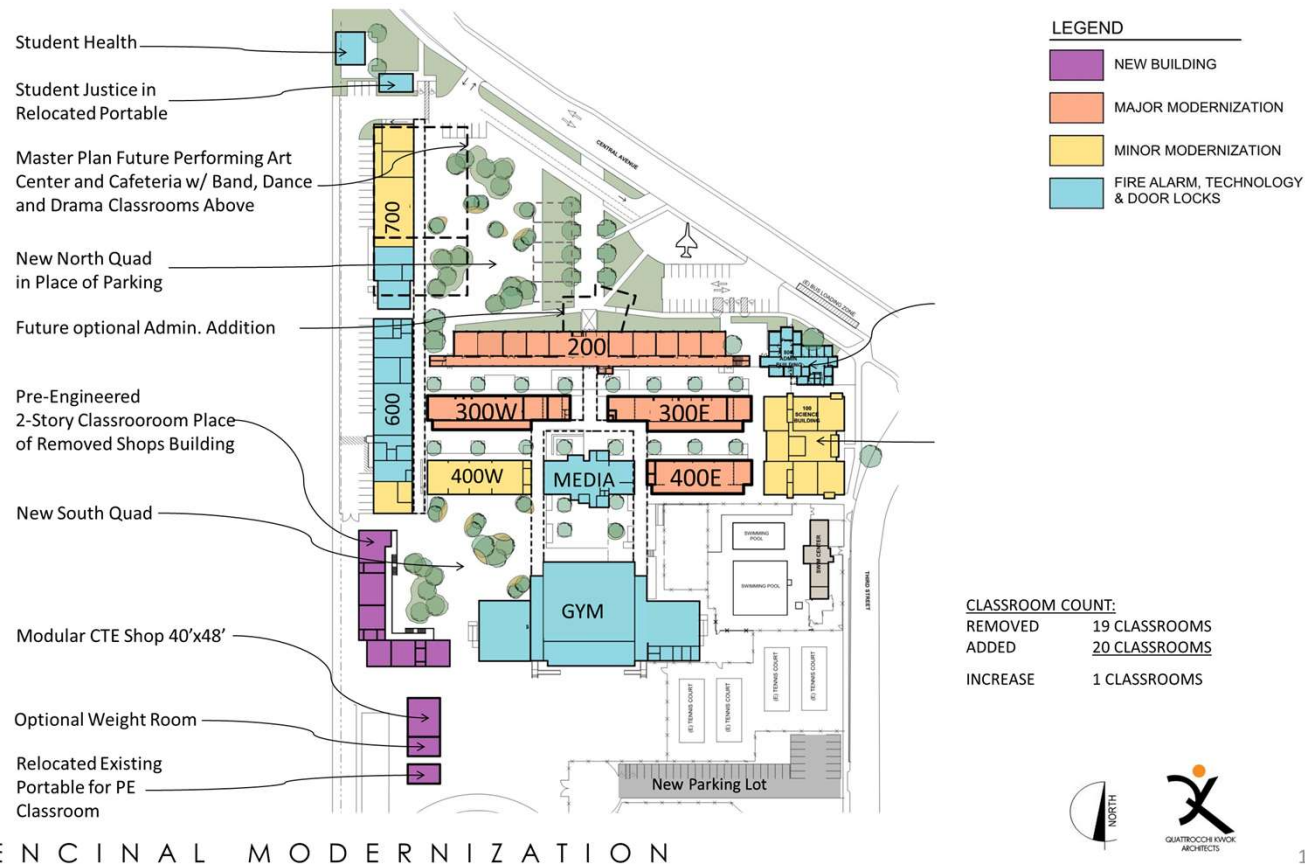 Student Health
Student Justice in
Relocated Portable
Master Plan Future Performing Art
Center and Cafeteria w/ Band, Dance
and Drama Classrooms Above
New North Quad
in Place of Parking
Future optional Admin. Addition
Pre-Engineered
2-Story Classrooroom Place
of Removed Shops Building
New South Quad
Modular CTE Shop 40'x48'
Optional Weight Room
Relocated Existing
Portable for PE
Classroom
CENTRAL AVENUE
(E) BUS LOADING ZONE
700
200
ADMIN
BUILDING
600
300W
300E
100
SCIENCE
BUILDING
400W
MEDIA
400E
SWIMMING
POOL
SWIM CENTER
SWIMMING POOL
THIRD STREET
GYM
(E) TENNIS COURT
(E) TENNIS COURT
(E) TENNIS COURT
(E) TENNIS COURT
New Parking Lot
LEGEND
NEW BUILDING
MAJOR MODERNIZATION
MINOR MODERNIZATION
FIRE ALARM, TECHNOLOGY
& DOOR LOCKS
CLASSROOM COUNT:
REMOVED 19 CLASSROOMS
ADDED 20 CLASSROOMS
INCREASE 1 CLASSROOMS
NORTH
QUATTROCCHI KWOK
ARCHITECTS
ENCINAL MODERNIZATION
1